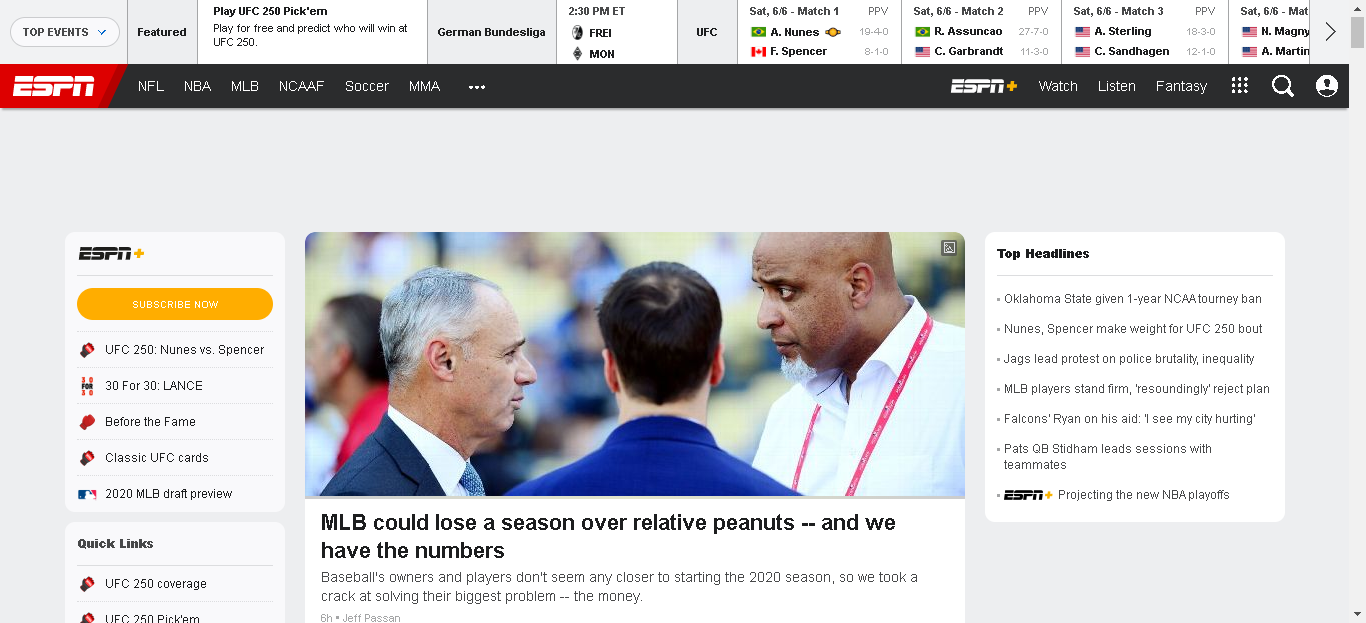 TOP EVENTS
Featured
Play UFC 250 Pick'em
Play for free and predict who will win at
UFC 250.
German Bundesliga
2:30 PM ET
FREI
MON
UFC
Sat, 6/6 - Match 1 PPV
A. Nunes 19-4-0
F. Spencer 8-1-0
Sat, 6/6 - Match 2 PPV
R. Assuncao 27-7-0
C. Garbrandt 11-3-0
Sat, 6/6 - Match 3 PPV
A. Sterling 18-3-0
C. Sandhagen 12-1-0
Sat, 6/6 - Mat
N. Magny
A. Martin
ESPN NFL NBA MLB NCAAF Soccer MMA ••• ESPN+ Watch Listen Fantasy
ESPN+
SUBSCRIBE NOW
UFC 250: Nunes vs. Spencer
30 For 30: LANCE
Before the Fame
Classic UFC cards
2020 MLB draft preview
Quick Links
UFC 250 coverage
UFC 250 Pick'em
MLB could lose a season over relative peanuts -- and we
have the numbers
Baseball's owners and players don't seem any closer to starting the 2020 season, so we took a
crack at solving their biggest problem -- the money.
6h • Jeff Passan
Top Headlines
Oklahoma State given 1-year NCAA tourney ban
Nunes, Spencer make weight for UFC 250 bout
Jags lead protest on police brutality, inequality
MLB players stand firm, 'resoundingly' reject plan
Falcons' Ryan on his aid: 'I see my city hurting'
Pats QB Stidham leads sessions with
teammates
ESPN+ Projecting the new NBA playoffs